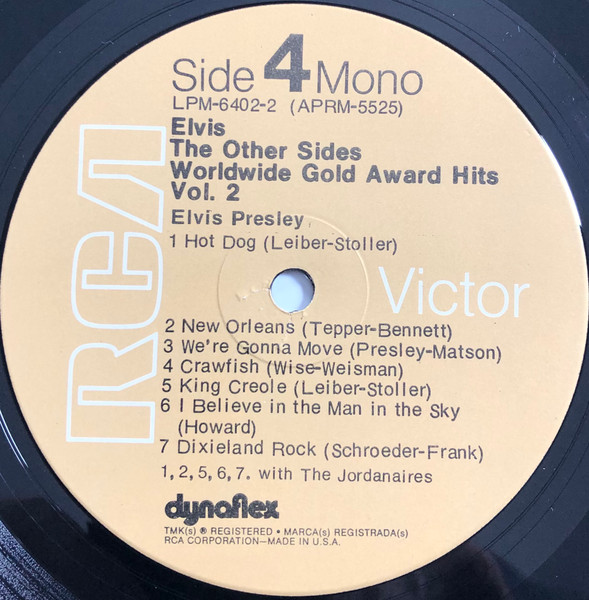 Side 4 Mono
LPM-6402-2 (APRM-5525)
Elvis
The Other Sides
Worldwide Gold Award Hits
Vol. 2
Elvis Presley
1 Hot Dog (Leiber-Stoller)
RCA
Victor
2 New Orleans (Tepper-Bennett)
3 We're Gonna Move (Presley-Matson)
4 Crawfish (Wise-Weisman)
5 King Creole (Leiber-Stoller)
6 I Believe in the Man in the Sky
(Howard)
7 Dixieland Rock (Schroeder-Frank)
1, 2, 5, 6, 7. with The Jordanaires
dynaflex
TMK(s) ® REGISTERED • MARCA(s) REGISTRADA(s)
RCA CORPORATION—MADE IN U.S.A.